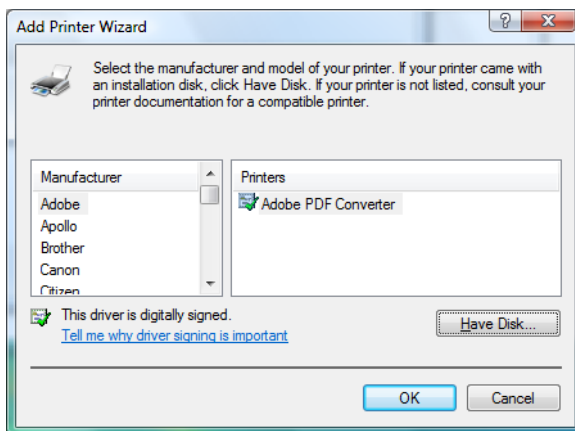 Add Printer Wizard
Select the manufacturer and model of your printer. If your printer came with
an installation disk, click Have Disk. If your printer is not listed, consult your
printer documentation for a compatible printer.
Manufacturer
Printers
Adobe
Adobe PDF Converter
Apollo
Brother
Canon
Citizen
This driver is digitally signed.
Tell me why driver signing is important
Have Disk...
OK
Cancel